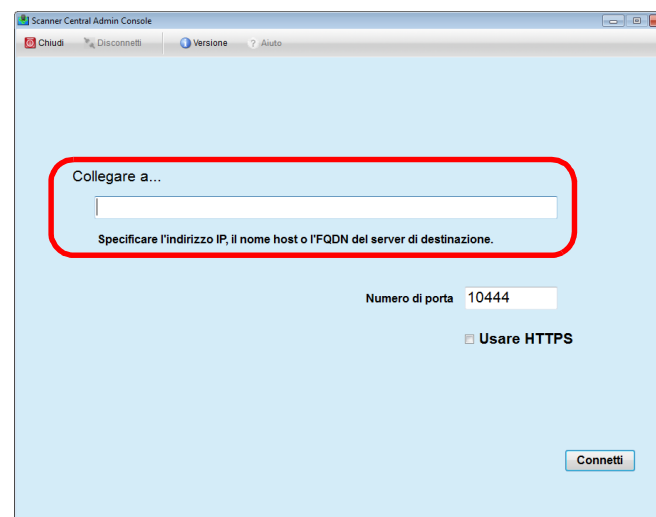 Scanner Central Admin Console
Chiudi Disconnetti Versione ? Aiuto
Collegare a...
Specificare l'indirizzo IP, il nome host o l'FQDN del server di destinazione.
Numero di porta 10444
Usare HTTPS
Connetti